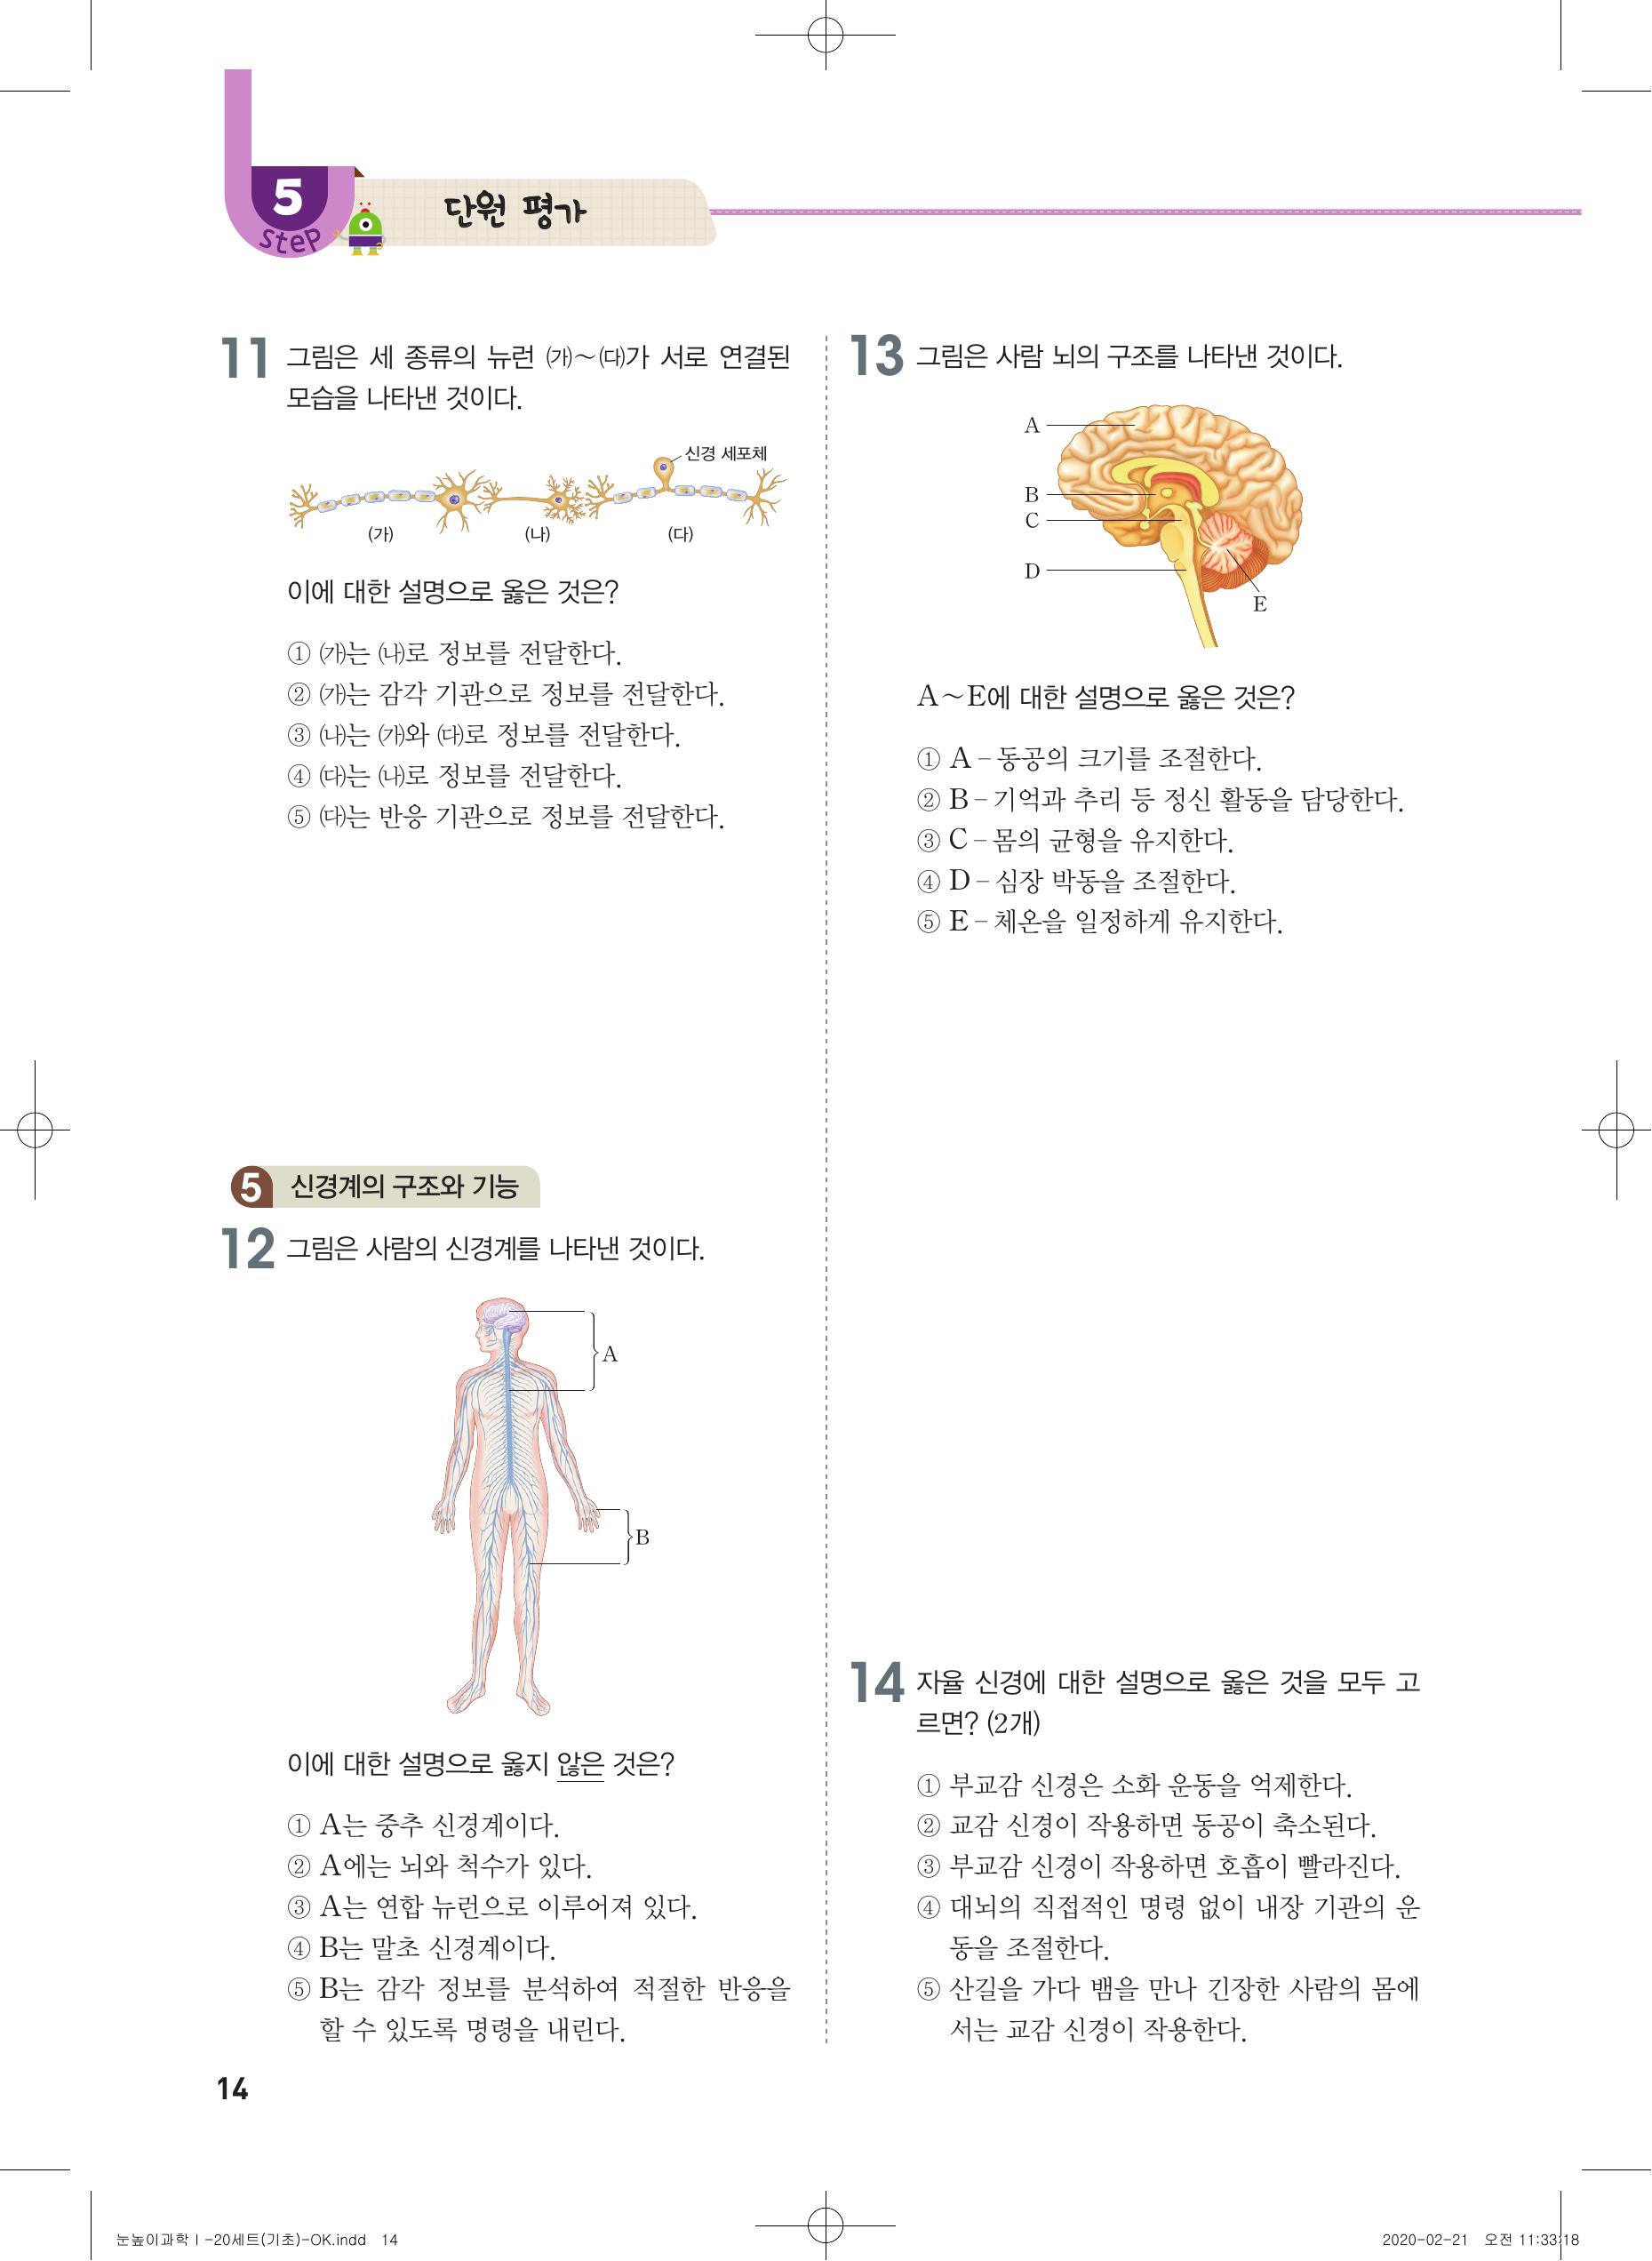 5
step
단원 평가
11 그림은 세 종류의 뉴런 ㈎~㈐가 서로 연결된
모습을 나타낸 것이다.
신경 세포체
(가)
(나)
(다)
이에 대한 설명으로 옳은 것은?
① ㈎는 ㈏로 정보를 전달한다.
② ㈎는 감각 기관으로 정보를 전달한다.
③ ㈏는 ㈎와 ㈐로 정보를 전달한다.
④ ㈐는 ㈏로 정보를 전달한다.
⑤ ㈐는 반응 기관으로 정보를 전달한다.
5 신경계의 구조와 기능
12 그림은 사람의 신경계를 나타낸 것이다.
A
B
이에 대한 설명으로 옳지 않은 것은?
① A는 중추 신경계이다.
② A에는 뇌와 척수가 있다.
③ A는 연합 뉴런으로 이루어져 있다.
④ B는 말초 신경계이다.
⑤ B는 감각 정보를 분석하여 적절한 반응을
할 수 있도록 명령을 내린다.
13 그림은 사람 뇌의 구조를 나타낸 것이다.
A
B
C
D
E
A~E에 대한 설명으로 옳은 것은?
① A - 동공의 크기를 조절한다.
② B - 기억과 추리 등 정신 활동을 담당한다.
③ C - 몸의 균형을 유지한다.
④ D - 심장 박동을 조절한다.
⑤ E - 체온을 일정하게 유지한다.
14 자율 신경에 대한 설명으로 옳은 것을 모두 고
르면? (2개)
① 부교감 신경은 소화 운동을 억제한다.
② 교감 신경이 작용하면 동공이 축소된다.
③ 부교감 신경이 작용하면 호흡이 빨라진다.
④ 대뇌의 직접적인 명령 없이 내장 기관의 운
동을 조절한다.
⑤ 산길을 가다 뱀을 만나 긴장한 사람의 몸에
서는 교감 신경이 작용한다.
14
눈높이과학Ⅰ-20세트(기초)-OK.indd 14
2020-02-21 오전 11:33:18